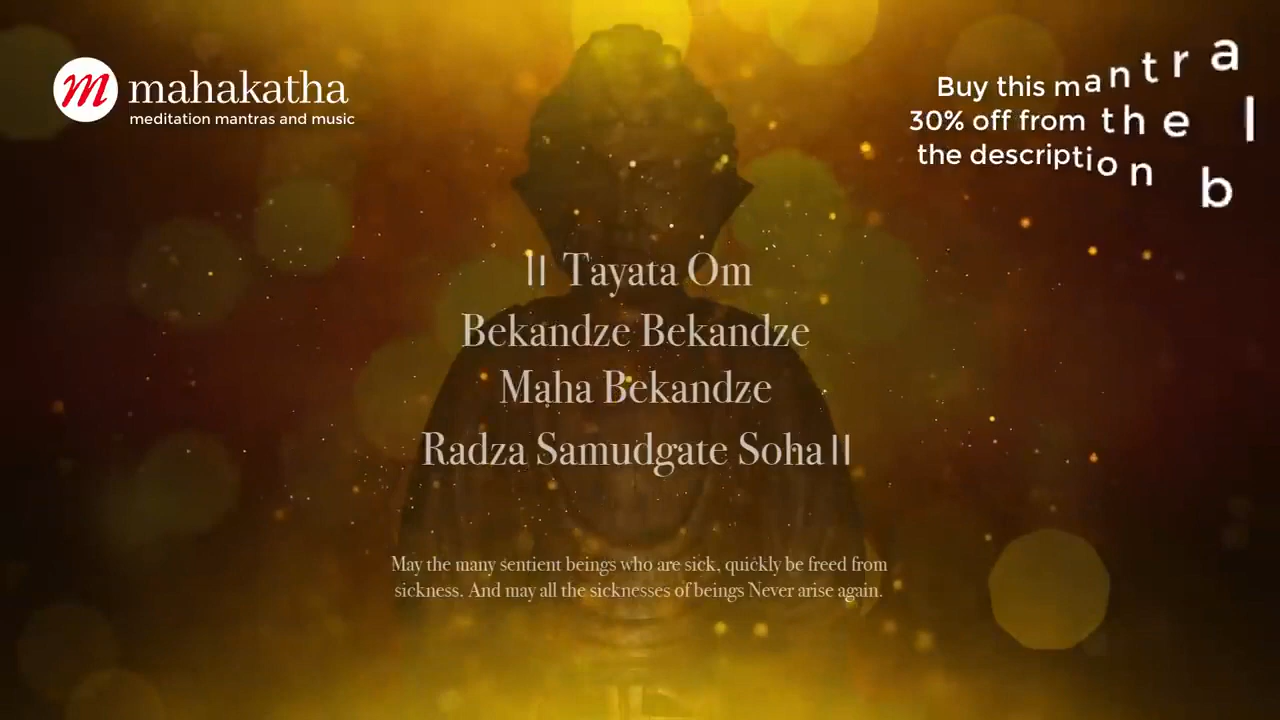 mahakatha
meditation mantras and music
Buy this mantra
30% off from the l
the description b
|| Tayata Om
Bekandze Bekandze
Maha Bekandze
Radza Samudgate Soha ||
May the many sentient beings who are sick, quickly be freed from
sickness. And may all the sicknesses of beings Never arise again.